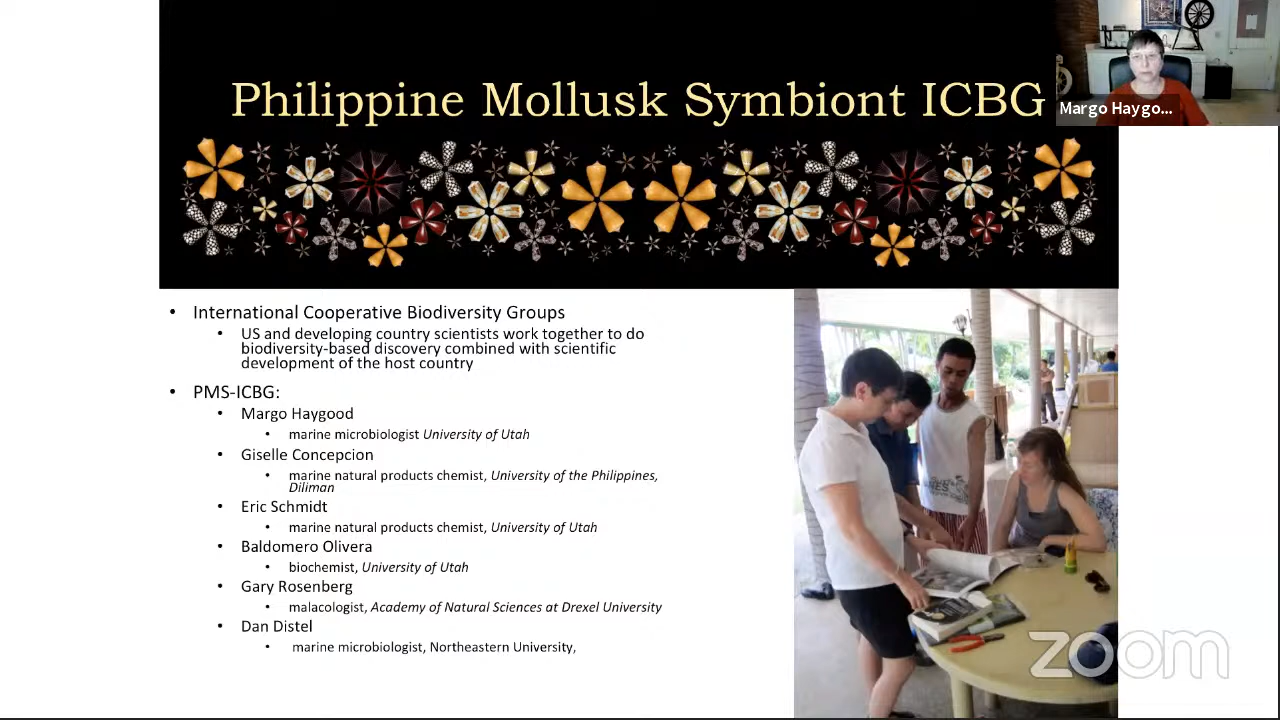 Philippine Mollusk Symbiont ICBG
Margo Haygo...
• International Cooperative Biodiversity Groups
• US and developing country scientists work together to do
biodiversity-based discovery combined with scientific
development of the host country
• PMS-ICBG:
• Margo Haygood
• marine microbiologist University of Utah
• Giselle Concepcion
• marine natural products chemist, University of the Philippines,
Diliman
• Eric Schmidt
• marine natural products chemist, University of Utah
• Baldomero Olivera
• biochemist, University of Utah
• Gary Rosenberg
• malacologist, Academy of Natural Sciences at Drexel University
• Dan Distel
• marine microbiologist, Northeastern University,
zoom